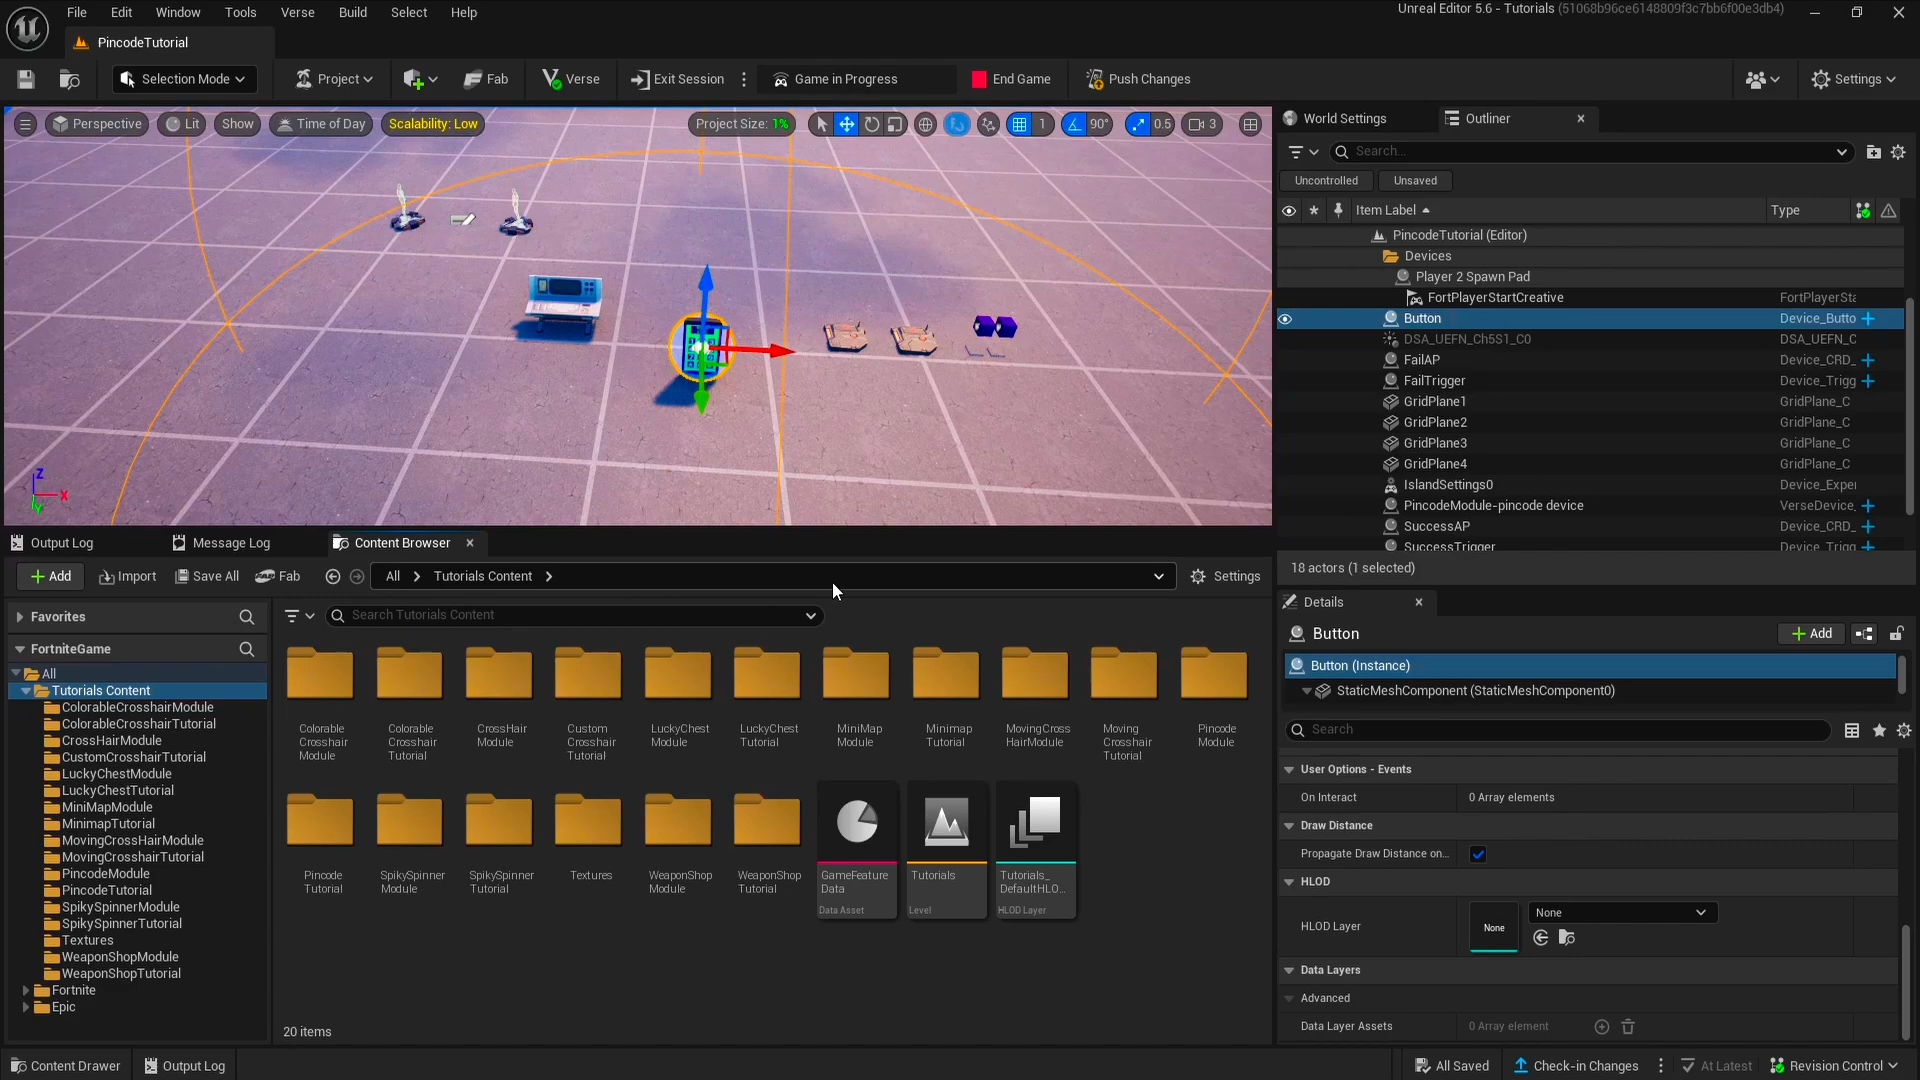 File Edit Window Tools Verse Build Select Help
Unreal Editor 5.6 - Tutorials (51068b96ce6148809f3c7bb6f00e3db4)
PincodeTutorial
Selection Mode Project Fab Verse Exit Session Game in Progress End Game Push Changes Settings
Perspective Lit Show Time of Day Scalability: Low Project Size: 1% 1 90° 0.5 3
Z
X
Y
World Settings Outliner
Search...
Uncontrolled Unsaved
Item Label Type
PincodeTutorial (Editor)
Devices
Player 2 Spawn Pad
FortPlayerStartCreative FortPlayerSta
Button Device_Butto
DSA_UEFN_Ch5S1_C0 DSA_UEFN_C
FailAP Device_CRD_
FailTrigger Device_Trigg
GridPlane1 GridPlane_C
GridPlane2 GridPlane_C
GridPlane3 GridPlane_C
GridPlane4 GridPlane_C
IslandSettings0 Device_Exper
PincodeModule-pincode device VerseDevice_
SuccessAP Device_CRD_
SuccessTrigger Device_Trigg
18 actors (1 selected)
Output Log Message Log Content Browser
Add Import Save All Fab All Tutorials Content Settings
Favorites
Search Tutorials Content
FortniteGame
All
Tutorials Content
ColorableCrosshairModule
ColorableCrosshairTutorial
CrossHairModule
CustomCrosshairTutorial
LuckyChestModule
LuckyChestTutorial
MiniMapModule
MinimapTutorial
MovingCrossHairModule
MovingCrosshairTutorial
PincodeModule
PincodeTutorial
SpikySpinnerModule
SpikySpinnerTutorial
Textures
WeaponShopModule
WeaponShopTutorial
Fortnite
Epic
Colorable Crosshair Module
Colorable Crosshair Tutorial
CrossHair Module
Custom Crosshair Tutorial
LuckyChest Module
LuckyChest Tutorial
MiniMap Module
Minimap Tutorial
MovingCross HairModule
Moving Crosshair Tutorial
Pincode Module
Pincode Tutorial
SpikySpinner Module
SpikySpinner Tutorial
Textures
WeaponShop Module
WeaponShop Tutorial
GameFeature Data
Data Asset
Tutorials
Level
Tutorials_ DefaultHLO...
HLOD Layer
20 items
Details
Button Add
Button (Instance)
StaticMeshComponent (StaticMeshComponent0)
Search
User Options - Events
On Interact 0 Array elements
Draw Distance
Propagate Draw Distance on...
HLOD
HLOD Layer None None
Data Layers
Advanced
Data Layer Assets 0 Array element
Content Drawer Output Log All Saved Check-in Changes At Latest Revision Control